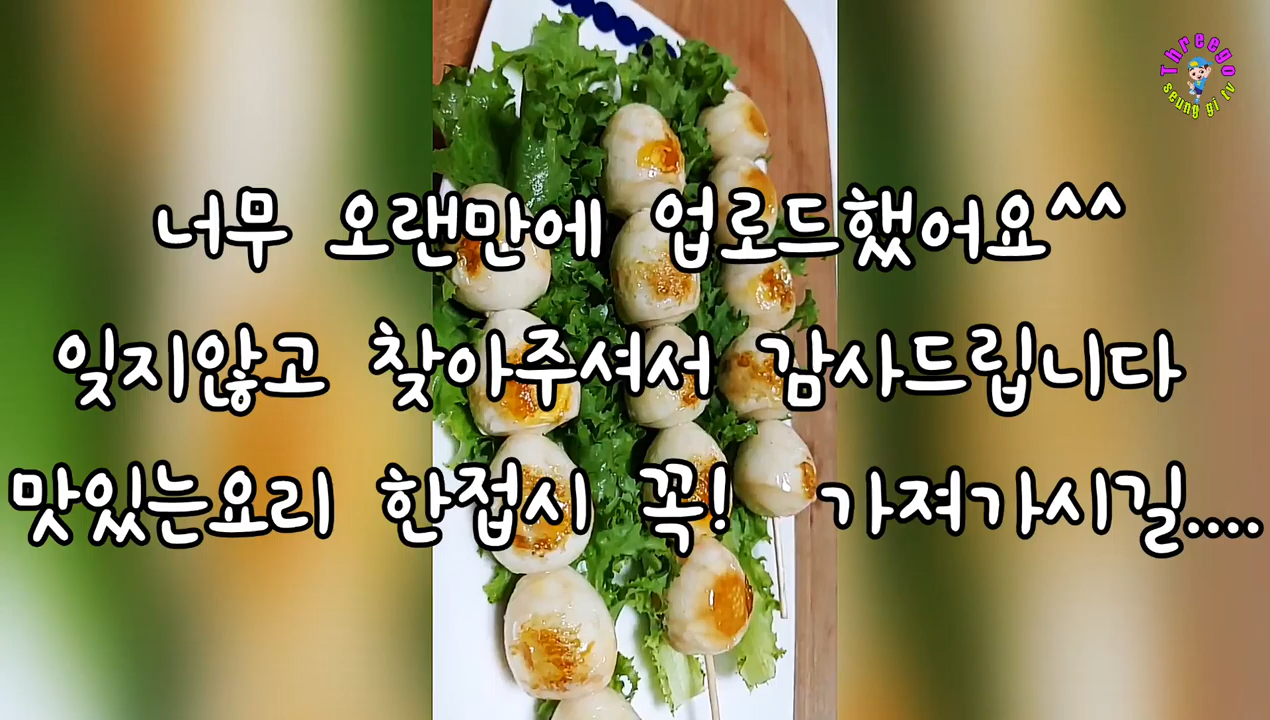 Threego
seung gi tv
너무 오랜만에 업로드했어요^^
잊지않고 찾아주셔서 감사드립니다
맛있는요리 한접시 꼭! 가져가시길....